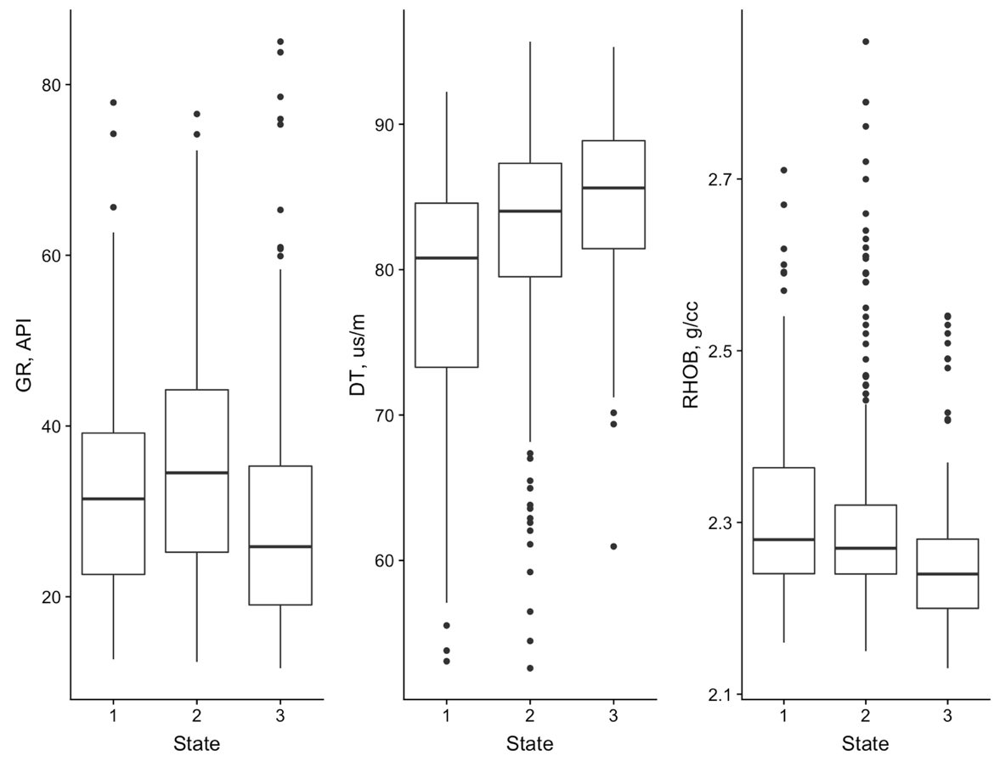 GR, API
80
60
40
20
1 2 3
State
DT, us/m
90
80
70
60
1 2 3
State
RHOB, g/cc
2.7
2.5
2.3
2.1
1 2 3
State